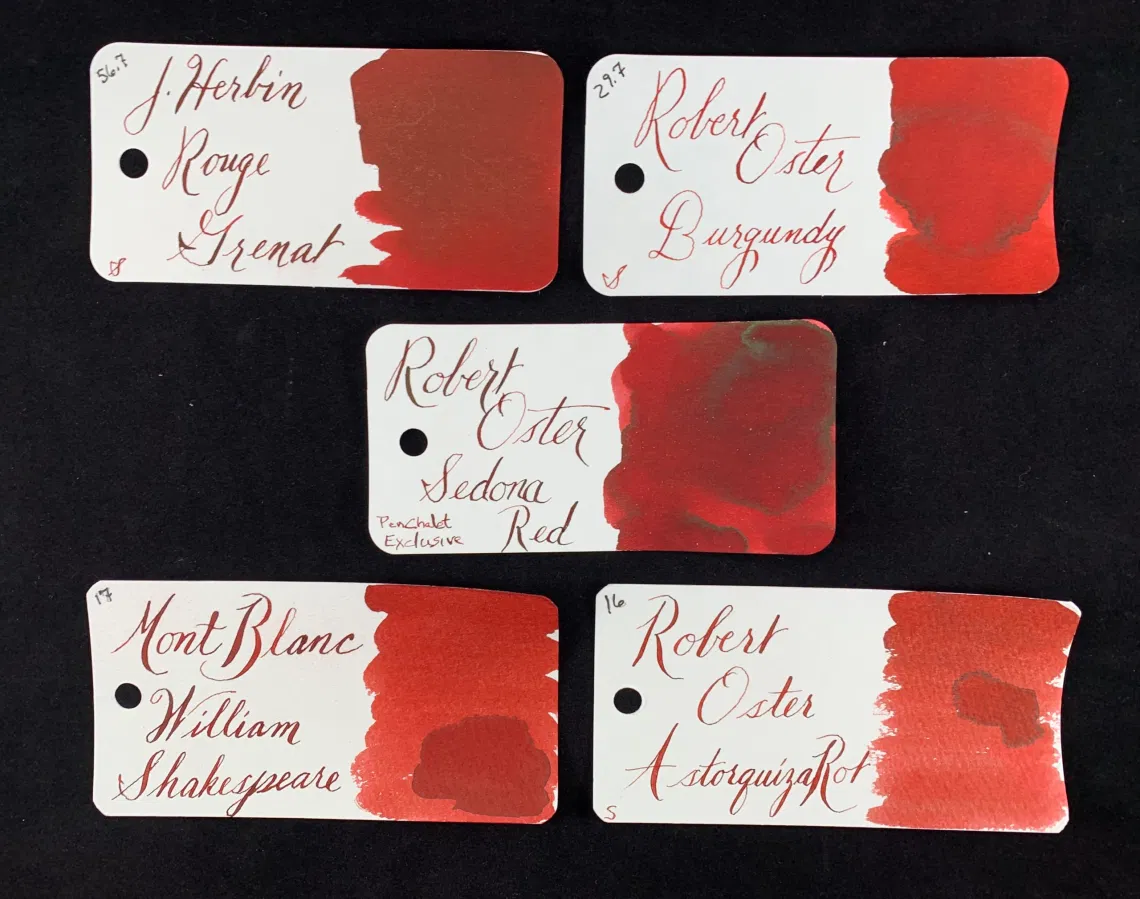 56.7
J. Herbin
Rouge
Grenat
S
29.7
Robert
Oster
Burgundy
S
Robert
Oster
Sedona
Red
PenChalet
Exclusive
17
Mont Blanc
William
Shakespeare
16
Robert
Oster
AstorquizaRot
S